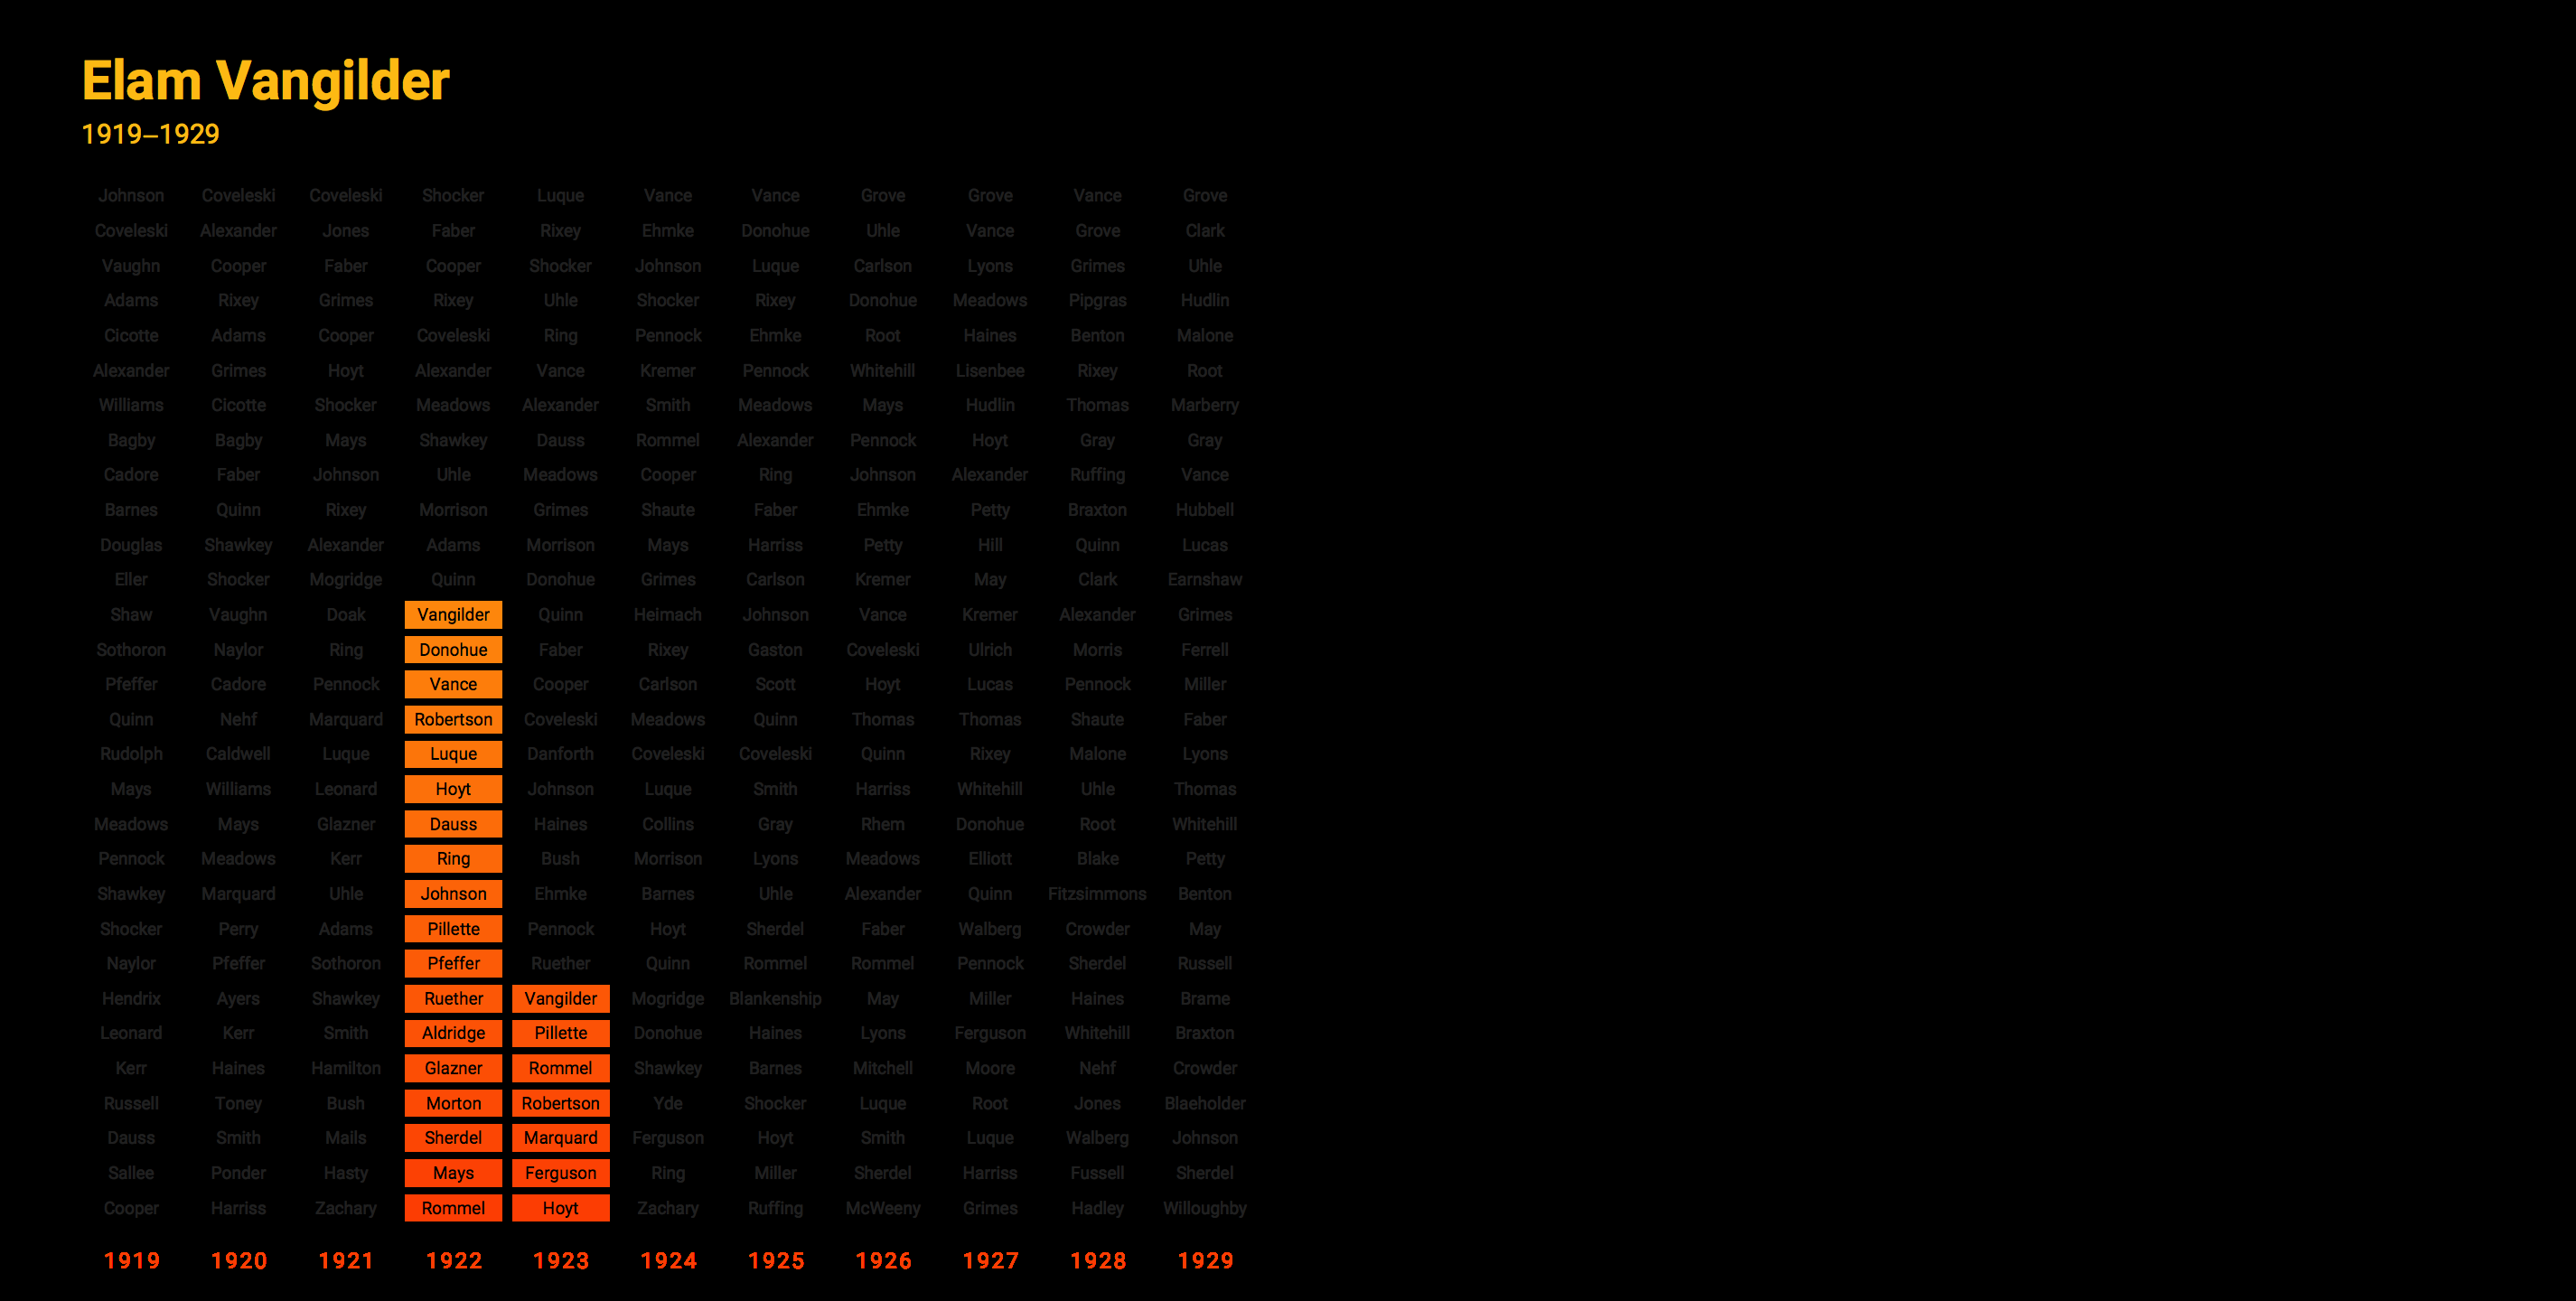 Elam Vangilder
1919–1929
Johnson Coveleski Coveleski Shocker Luque Vance Vance Grove Grove Vance Grove
Coveleski Alexander Jones Faber Rixey Ehmke Donohue Uhle Vance Grove Clark
Vaughn Cooper Faber Cooper Shocker Johnson Luque Carlson Lyons Grimes Uhle
Adams Rixey Grimes Rixey Uhle Shocker Rixey Donohue Meadows Pipgras Hudlin
Cicotte Adams Cooper Coveleski Ring Pennock Ehmke Root Haines Benton Malone
Alexander Grimes Hoyt Alexander Vance Kremer Pennock Whitehill Lisenbee Rixey Root
Williams Cicotte Shocker Meadows Alexander Smith Meadows Mays Hudlin Thomas Marberry
Bagby Bagby Mays Shawkey Dauss Rommel Alexander Pennock Hoyt Gray Gray
Cadore Faber Johnson Uhle Meadows Cooper Ring Johnson Alexander Ruffing Vance
Barnes Quinn Rixey Morrison Grimes Shaute Faber Ehmke Petty Braxton Hubbell
Douglas Shawkey Alexander Adams Morrison Mays Harriss Petty Hill Quinn Lucas
Eller Shocker Mogridge Quinn Donohue Grimes Carlson Kremer May Clark Earnshaw
Shaw Vaughn Doak Vangilder Quinn Heimach Johnson Vance Kremer Alexander Grimes
Sothoron Naylor Ring Donohue Faber Rixey Gaston Coveleski Ulrich Morris Ferrell
Pfeffer Cadore Pennock Vance Cooper Carlson Scott Hoyt Lucas Pennock Miller
Quinn Nehf Marquard Robertson Coveleski Meadows Quinn Thomas Thomas Shaute Faber
Rudolph Caldwell Luque Luque Danforth Coveleski Coveleski Quinn Rixey Malone Lyons
Mays Williams Leonard Hoyt Johnson Luque Smith Harriss Whitehill Uhle Thomas
Meadows Mays Glazner Dauss Haines Collins Gray Rhem Donohue Root Whitehill
Pennock Meadows Kerr Ring Bush Morrison Lyons Meadows Elliott Blake Petty
Shawkey Marquard Uhle Johnson Ehmke Barnes Uhle Alexander Quinn Fitzsimmons Benton
Shocker Perry Adams Pillette Pennock Hoyt Sherdel Faber Walberg Crowder May
Naylor Pfeffer Sothoron Pfeffer Ruether Quinn Rommel Rommel Pennock Sherdel Russell
Hendrix Ayers Shawkey Ruether Vangilder Mogridge Blankenship May Miller Haines Brame
Leonard Kerr Smith Aldridge Pillette Donohue Haines Lyons Ferguson Whitehill Braxton
Kerr Haines Hamilton Glazner Rommel Shawkey Barnes Mitchell Moore Nehf Crowder
Russell Toney Bush Morton Robertson Yde Shocker Luque Root Jones Blaeholder
Dauss Smith Mails Sherdel Marquard Ferguson Hoyt Smith Luque Walberg Johnson
Sallee Ponder Hasty Mays Ferguson Ring Miller Sherdel Harriss Fussell Sherdel
Cooper Harriss Zachary Rommel Hoyt Zachary Ruffing McWeeny Grimes Hadley Willoughby
1919 1920 1921 1922 1923 1924 1925 1926 1927 1928 1929